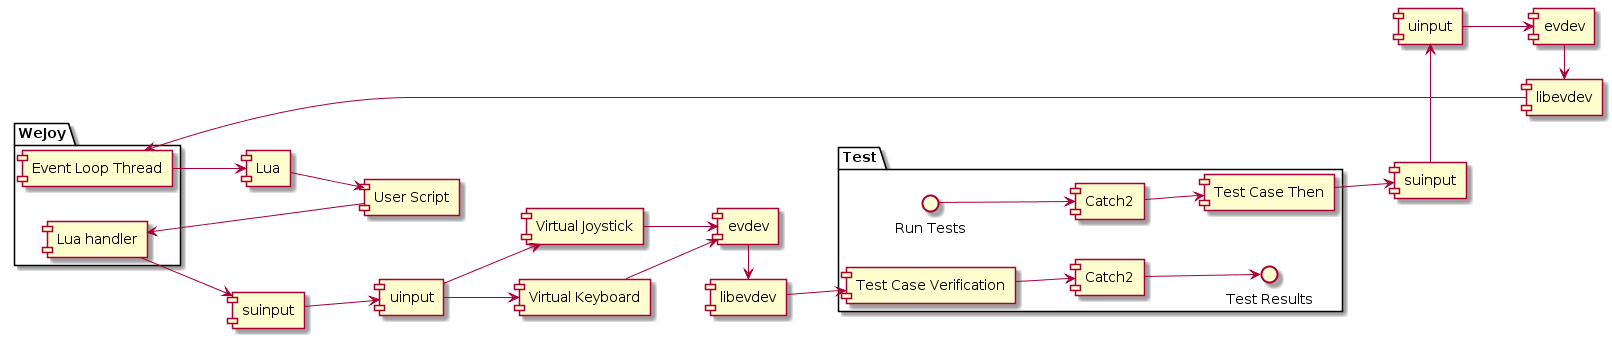 uinput
evdev
libevdev
WeJoy
Event Loop Thread
Lua
User Script
Lua handler
suinput
uinput
Virtual Joystick
Virtual Keyboard
evdev
libevdev
Test
Run Tests
Catch2
Test Case Then
suinput
Test Case Verification
Catch2
Test Results